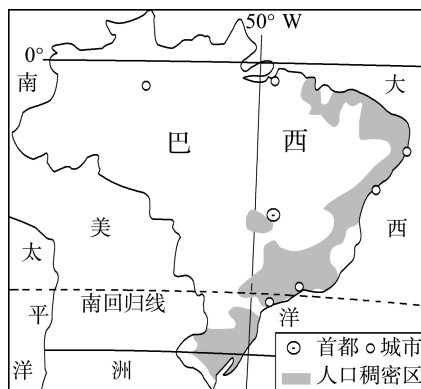 50° W
0°
南 大
巴 西
美
太 西
南回归线
平 洋
洋 洲
首都 城市
人口稠密区